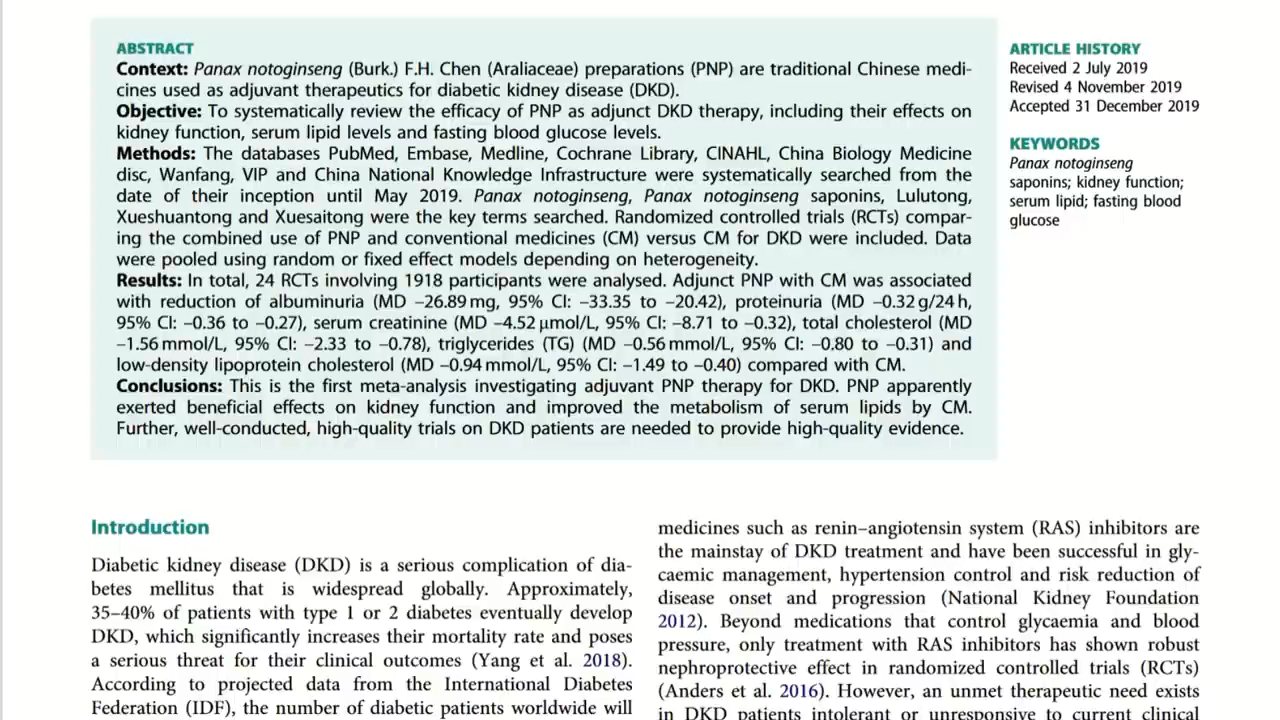 ABSTRACT
Context: Panax notoginseng (Burk.) F.H. Chen (Araliaceae) preparations (PNP) are traditional Chinese medi-
cines used as adjuvant therapeutics for diabetic kidney disease (DKD).
Objective: To systematically review the efficacy of PNP as adjunct DKD therapy, including their effects on
kidney function, serum lipid levels and fasting blood glucose levels.
Methods: The databases PubMed, Embase, Medline, Cochrane Library, CINAHL, China Biology Medicine
disc, Wanfang, VIP and China National Knowledge Infrastructure were systematically searched from the
date of their inception until May 2019. Panax notoginseng, Panax notoginseng saponins, Lulutong,
Xueshuantong and Xuesaitong were the key terms searched. Randomized controlled trials (RCTs) compar-
ing the combined use of PNP and conventional medicines (CM) versus CM for DKD were included. Data
were pooled using random or fixed effect models depending on heterogeneity.
Results: In total, 24 RCTs involving 1918 participants were analysed. Adjunct PNP with CM was associated
with reduction of albuminuria (MD −26.89 mg, 95% CI: −33.35 to −20.42), proteinuria (MD −0.32 g/24 h,
95% CI: −0.36 to −0.27), serum creatinine (MD −4.52 μmol/L, 95% CI: −8.71 to −0.32), total cholesterol (MD
−1.56 mmol/L, 95% CI: −2.33 to −0.78), triglycerides (TG) (MD −0.56 mmol/L, 95% CI: −0.80 to −0.31) and
low-density lipoprotein cholesterol (MD −0.94 mmol/L, 95% CI: −1.49 to −0.40) compared with CM.
Conclusions: This is the first meta-analysis investigating adjuvant PNP therapy for DKD. PNP apparently
exerted beneficial effects on kidney function and improved the metabolism of serum lipids by CM.
Further, well-conducted, high-quality trials on DKD patients are needed to provide high-quality evidence.
ARTICLE HISTORY
Received 2 July 2019
Revised 4 November 2019
Accepted 31 December 2019
KEYWORDS
Panax notoginseng
saponins; kidney function;
serum lipid; fasting blood
glucose
Introduction
Diabetic kidney disease (DKD) is a serious complication of dia-
betes mellitus that is widespread globally. Approximately,
35–40% of patients with type 1 or 2 diabetes eventually develop
DKD, which significantly increases their mortality rate and poses
a serious threat for their clinical outcomes (Yang et al. 2018).
According to projected data from the International Diabetes
Federation (IDF), the number of diabetic patients worldwide will
medicines such as renin–angiotensin system (RAS) inhibitors are
the mainstay of DKD treatment and have been successful in gly-
caemic management, hypertension control and risk reduction of
disease onset and progression (National Kidney Foundation
2012). Beyond medications that control glycaemia and blood
pressure, only treatment with RAS inhibitors has shown robust
nephroprotective effect in randomized controlled trials (RCTs)
(Anders et al. 2016). However, an unmet therapeutic need exists
in DKD patients intolerant or unresponsive to current clinical